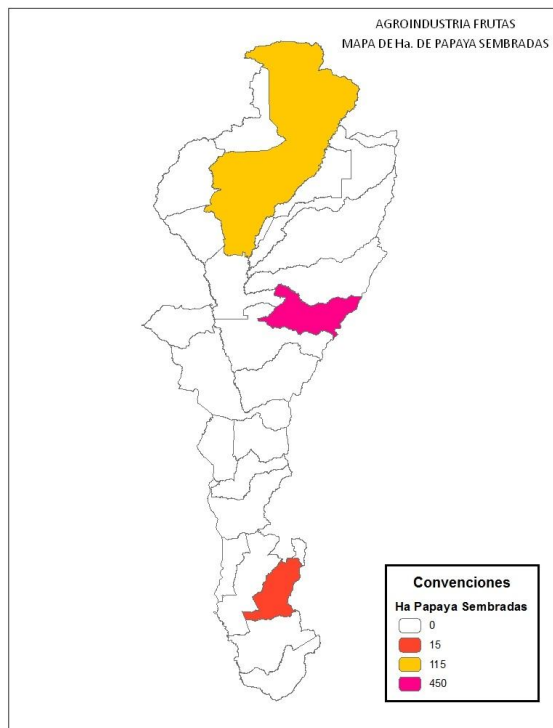 AGROINDUSTRIA FRUTAS
MAPA DE Ha. DE PAPAYA SEMBRADAS
Convenciones
Ha Papaya Sembradas
0
15
115
450